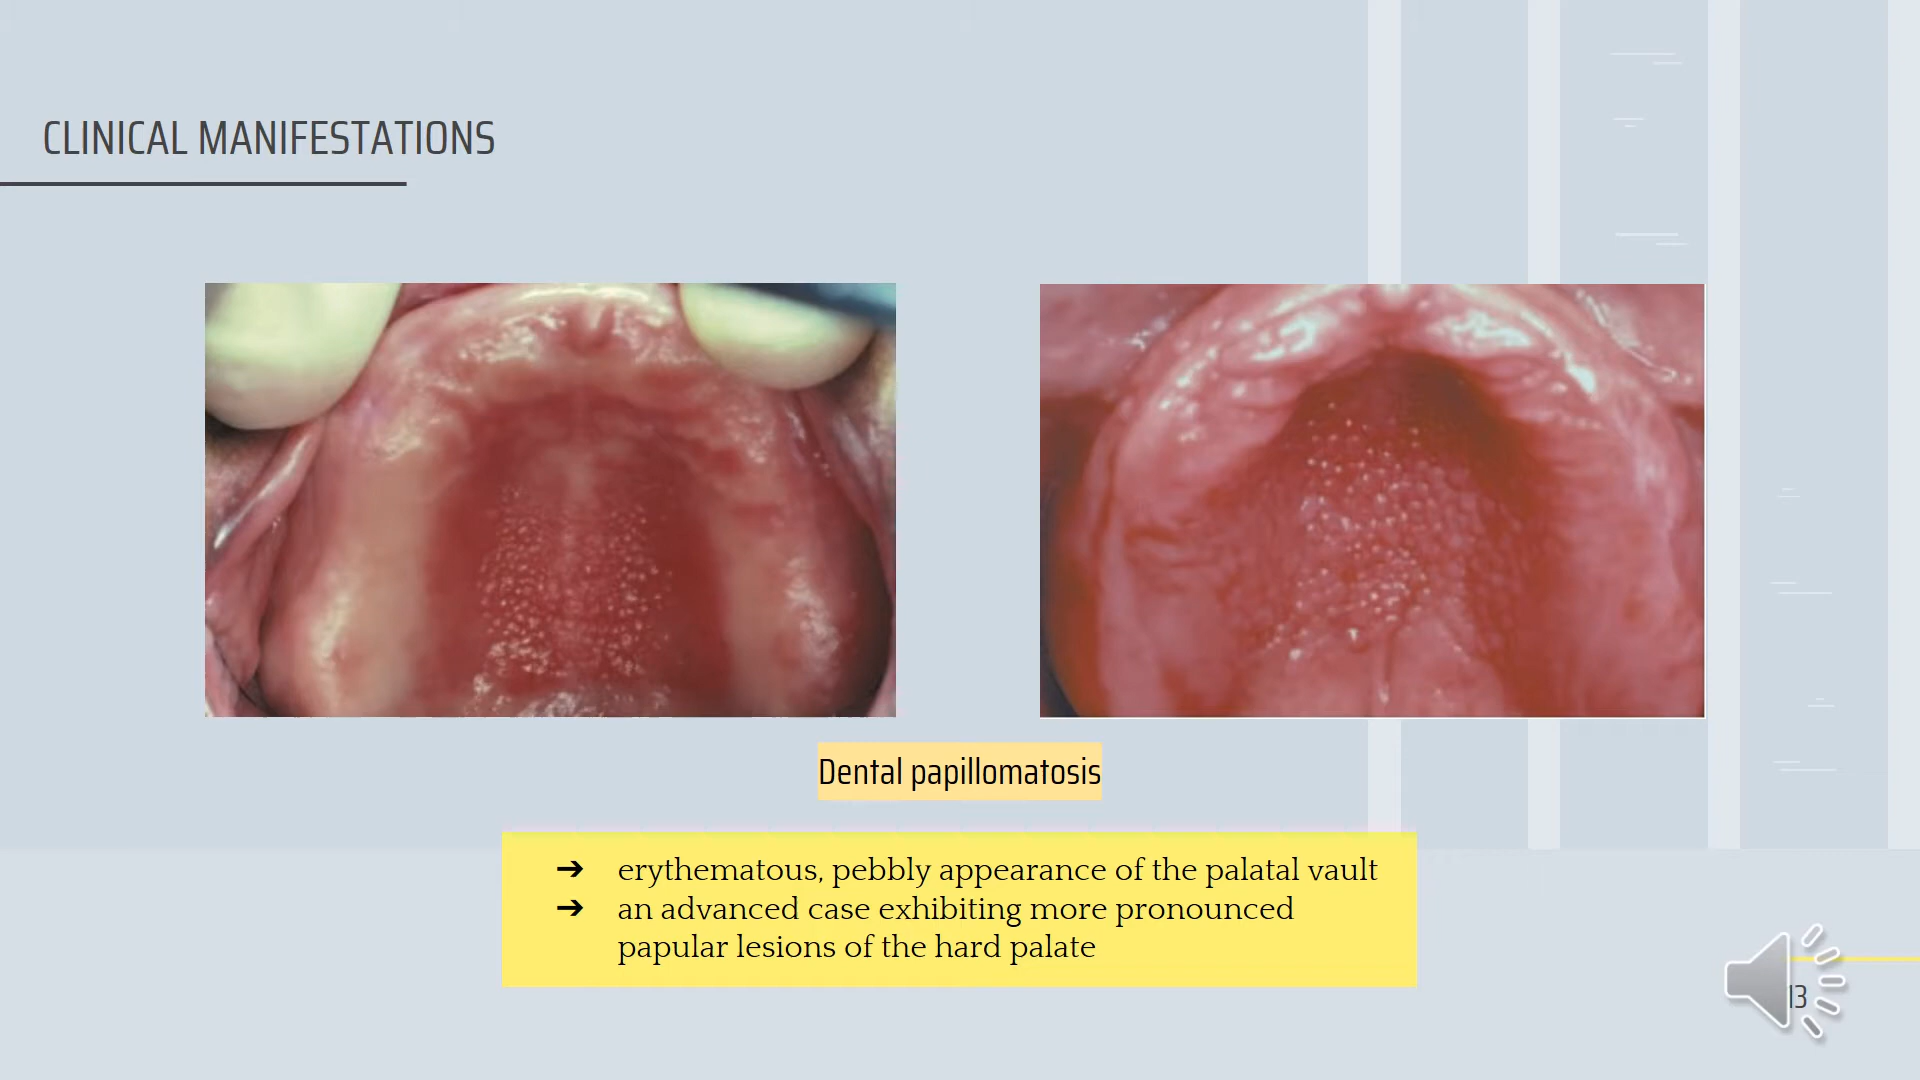 CLINICAL MANIFESTATIONS
Dental papillomatosis
➔ erythematous, pebbly appearance of the palatal vault
➔ an advanced case exhibiting more pronounced
papular lesions of the hard palate
13